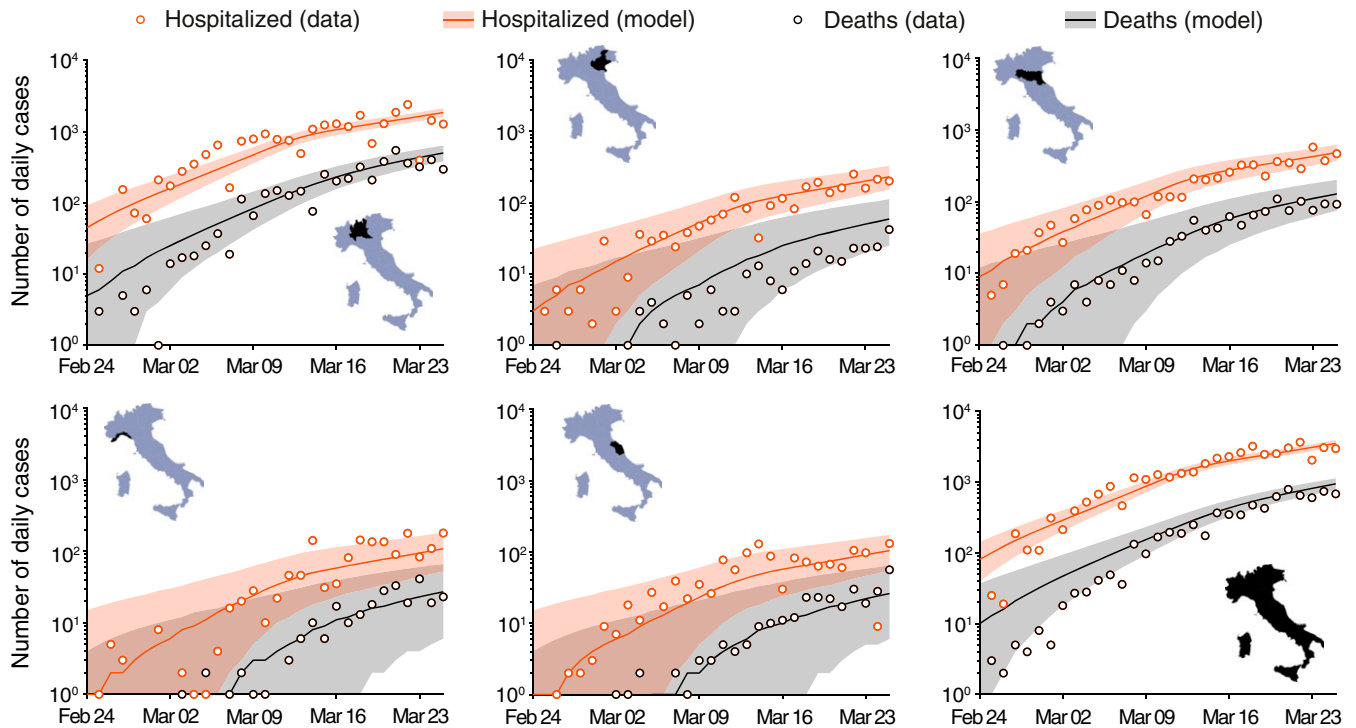 Hospitalized (data) Hospitalized (model) Deaths (data) Deaths (model)
Number of daily cases
10⁴ 10³ 10² 10¹ 10⁰
Feb 24 Mar 02 Mar 09 Mar 16 Mar 23
10⁴ 10³ 10² 10¹ 10⁰
Feb 24 Mar 02 Mar 09 Mar 16 Mar 23
10⁴ 10³ 10² 10¹ 10⁰
Feb 24 Mar 02 Mar 09 Mar 16 Mar 23
Number of daily cases
10⁴ 10³ 10² 10¹ 10⁰
Feb 24 Mar 02 Mar 09 Mar 16 Mar 23
10⁴ 10³ 10² 10¹ 10⁰
Feb 24 Mar 02 Mar 09 Mar 16 Mar 23
10⁴ 10³ 10² 10¹ 10⁰
Feb 24 Mar 02 Mar 09 Mar 16 Mar 23